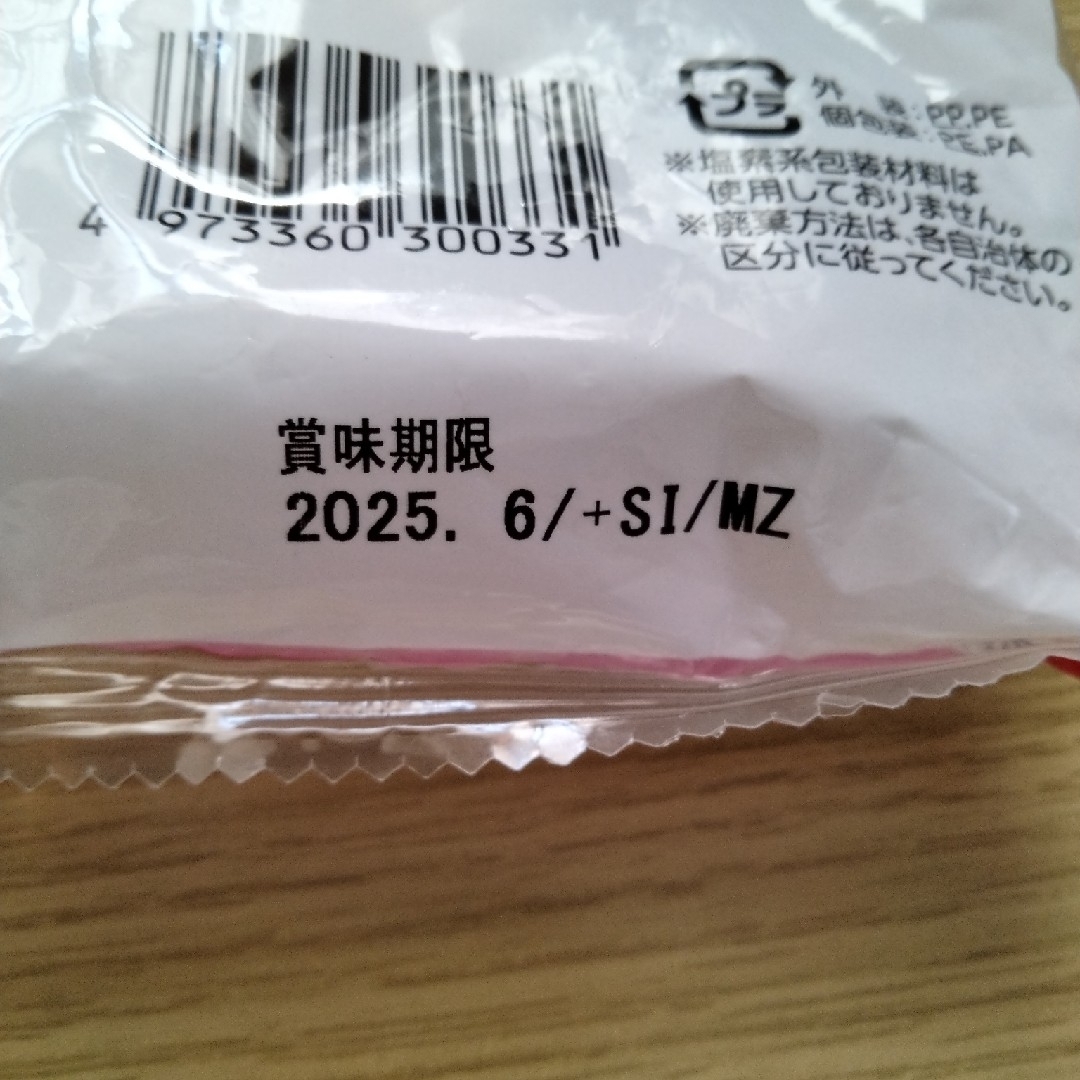 4 973360 300331
プラ
外　装:PP,PE
個包装:PE,PA
※塩素系包装材料は
使用しておりません。
※廃棄方法は、各自治体の
区分に従ってください。
賞味期限
2025. 6/+SI/MZ